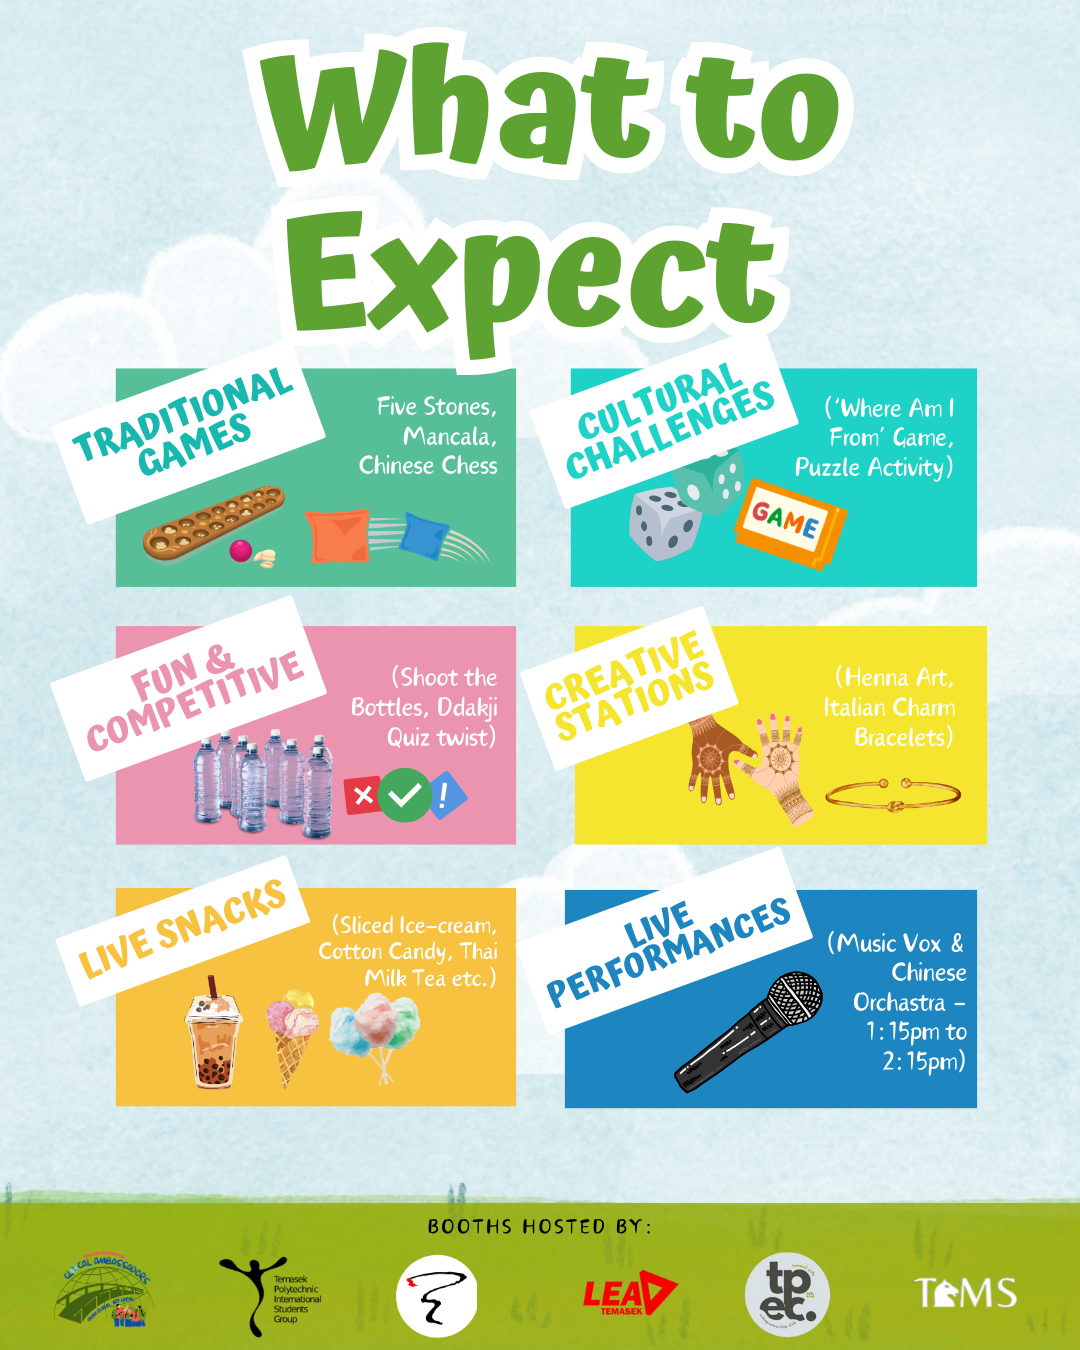 What to
Expect
TRADITIONAL
GAMES
Five Stones,
Mancala,
Chinese Chess
CULTURAL
CHALLENGES
('Where Am I
From' Game,
Puzzle Activity)
GAME
FUN &
COMPETITIVE
(Shoot the
Bottles, Ddakji
Quiz twist)
CREATIVE
STATIONS
(Henna Art,
Italian Charm
Bracelets)
LIVE SNACKS
(Sliced Ice-cream,
Cotton Candy, Thai
Milk Tea etc.)
LIVE
PERFORMANCES
(Music Vox &
Chinese
Orchastra -
1:15pm to
2:15pm)
BOOTHS HOSTED BY:
GLOCAL AMBASSADORS
Temasek
Polytechnic
International
Students
Group
LEAD
TEMASEK
tp
ec.
TMS